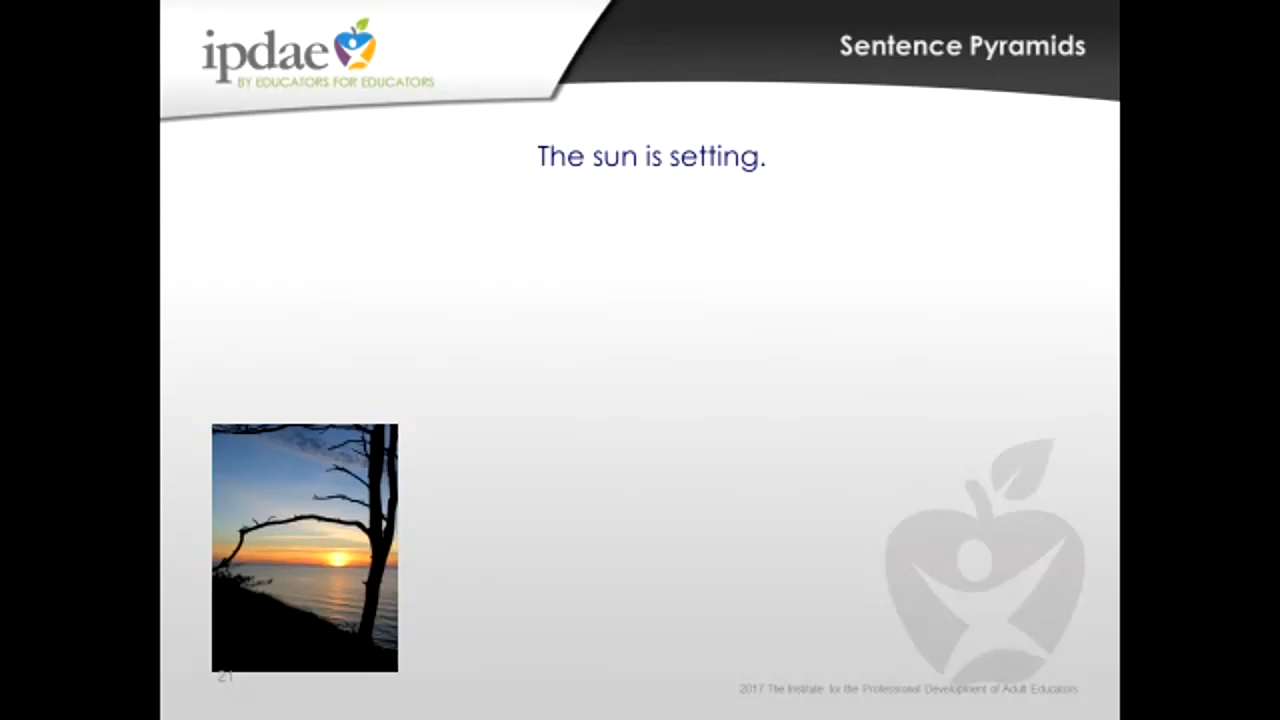 ipdae
BY EDUCATORS FOR EDUCATORS
Sentence Pyramids
The sun is setting.
21
2017 The Institute for the Professional Development of Adult Educators